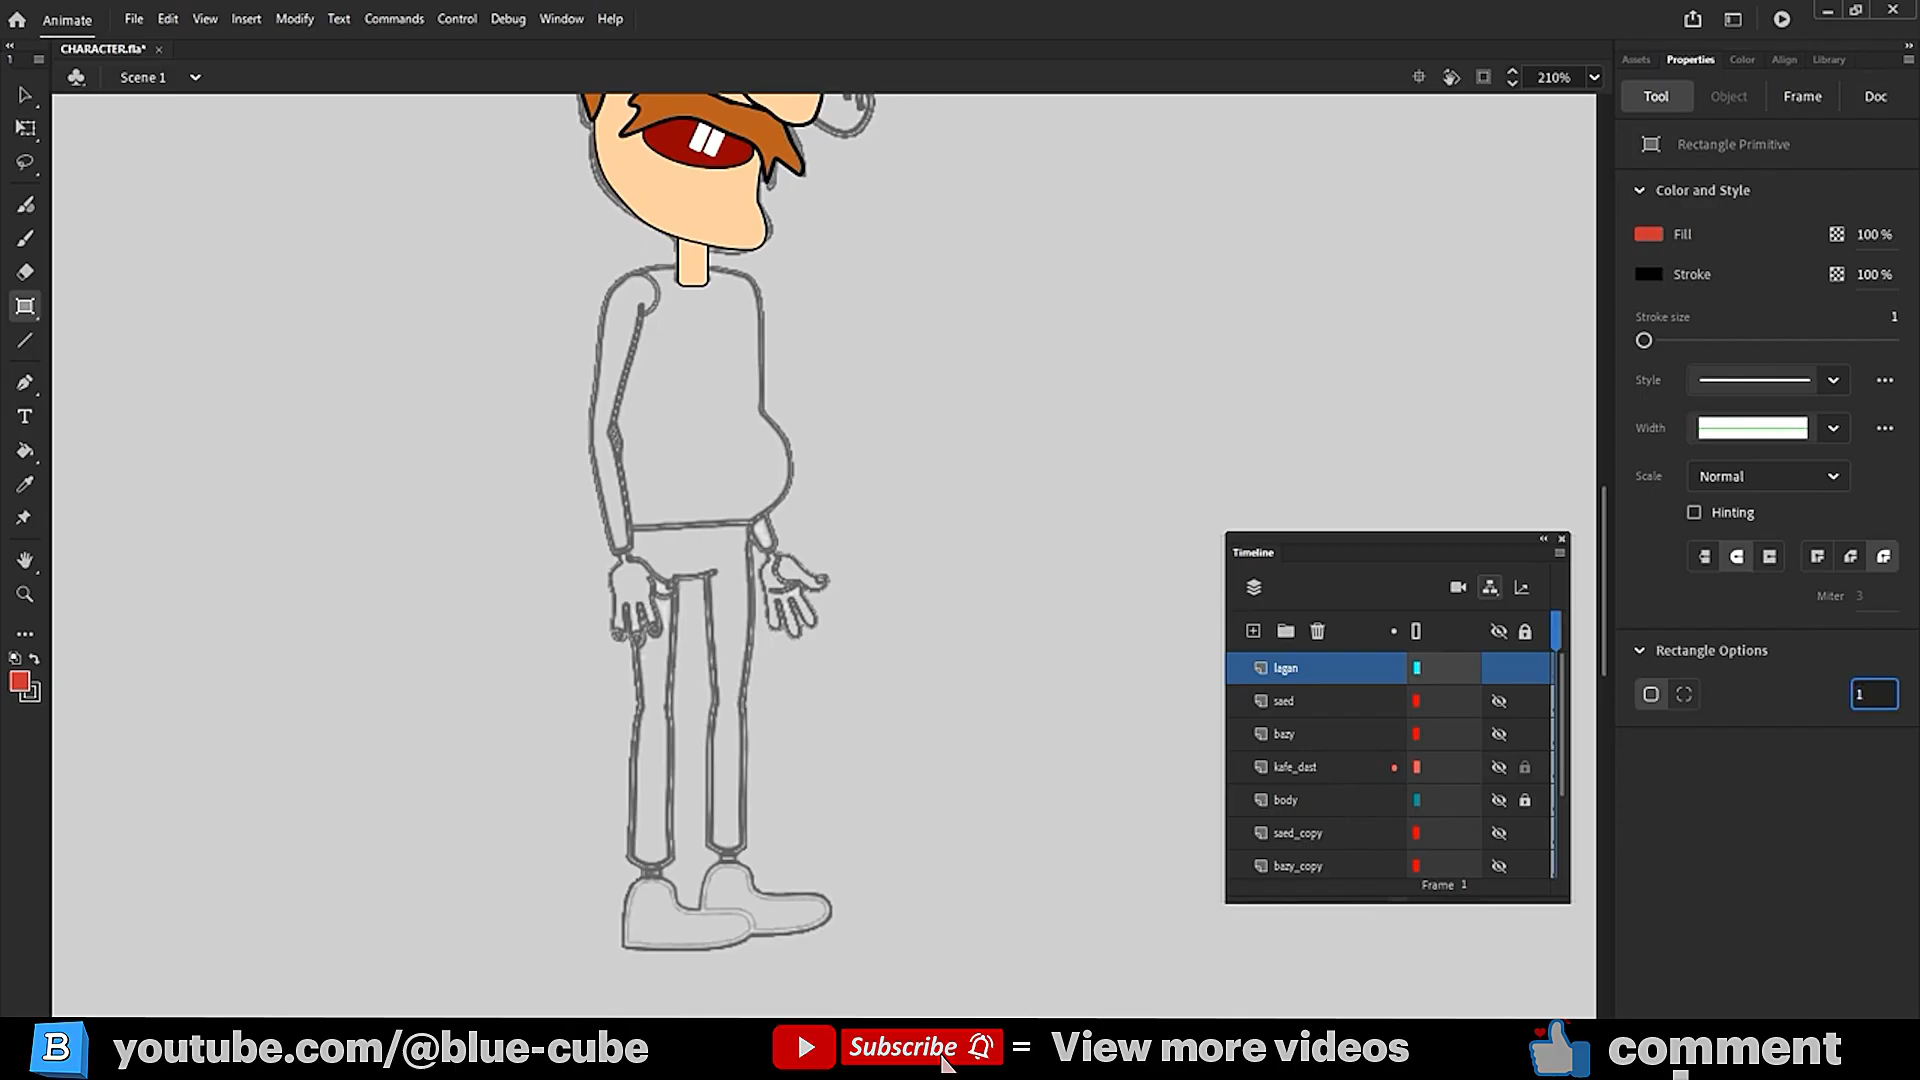 Animate File Edit View Insert Modify Text Commands Control Debug Window Help
CHARACTER.fla*
Scene 1
210%
Assets Properties Color Align Library
Tool Object Frame Doc
Rectangle Primitive
Color and Style
Fill 100 %
Stroke 100 %
Stroke size 1
Style
Width
Scale Normal
Hinting
Miter 3
Rectangle Options
1
Timeline
lagan
saed
bazy
kafe_dast
body
saed_copy
bazy_copy
Frame 1
B youtube.com/@blue-cube Subscribe = View more videos comment